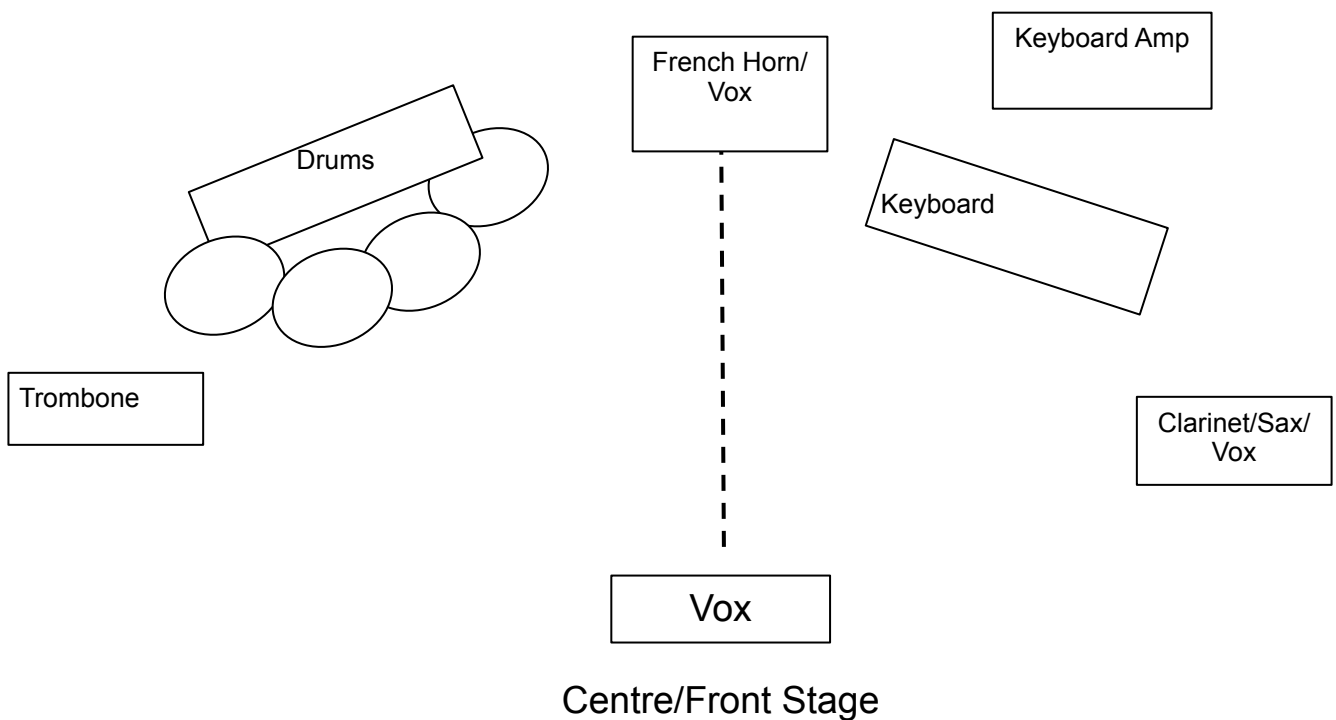 Keyboard Amp
French Horn/
Vox
Drums
Keyboard
Trombone
Clarinet/Sax/
Vox
Vox
Centre/Front Stage